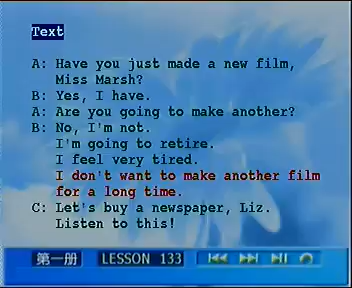 Text
A: Have you just made a new film,
Miss Marsh?
B: Yes, I have.
A: Are you going to make another?
B: No, I'm not.
I'm going to retire.
I feel very tired.
I don't want to make another film
for a long time.
C: Let's buy a newspaper, Liz.
Listen to this!
第一册 LESSON 133